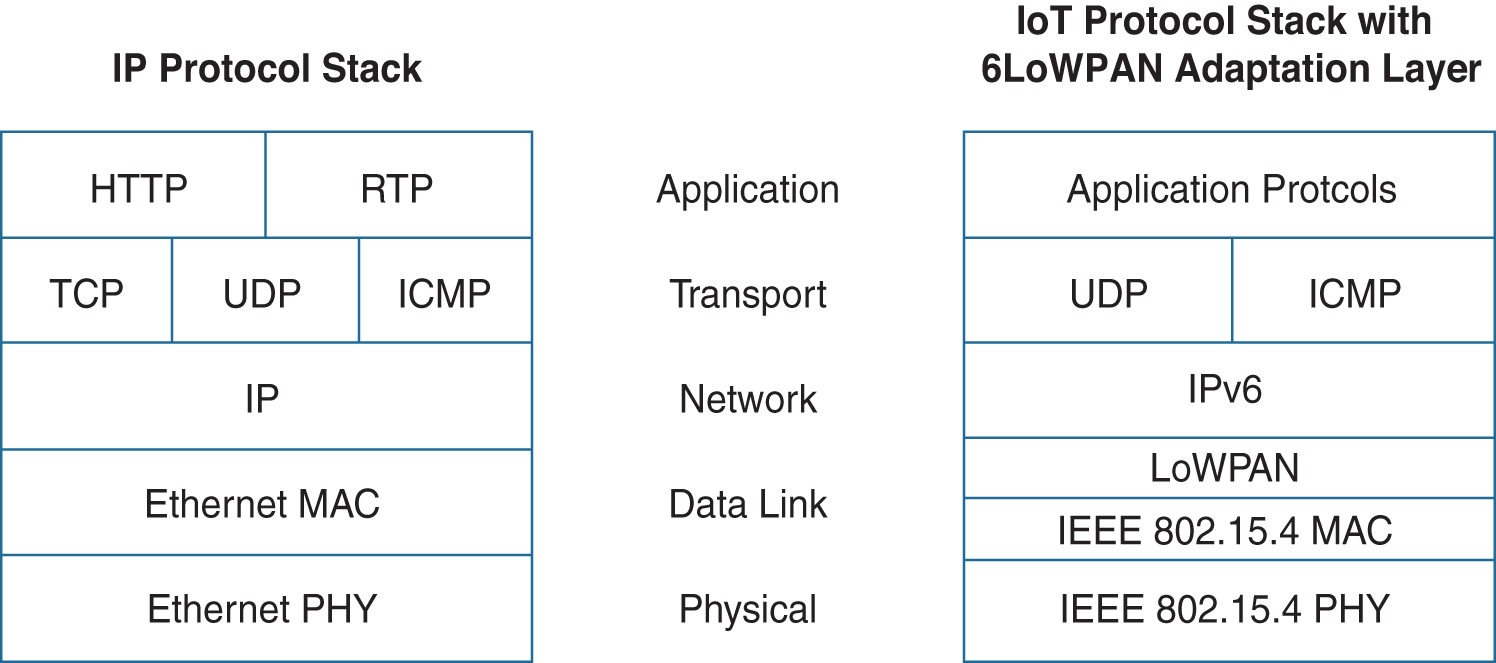 IP Protocol Stack
IoT Protocol Stack with
6LoWPAN Adaptation Layer
HTTP RTP Application Application Protcols
TCP UDP ICMP Transport UDP ICMP
IP Network IPv6
LoWPAN
Ethernet MAC Data Link
IEEE 802.15.4 MAC
Ethernet PHY Physical IEEE 802.15.4 PHY